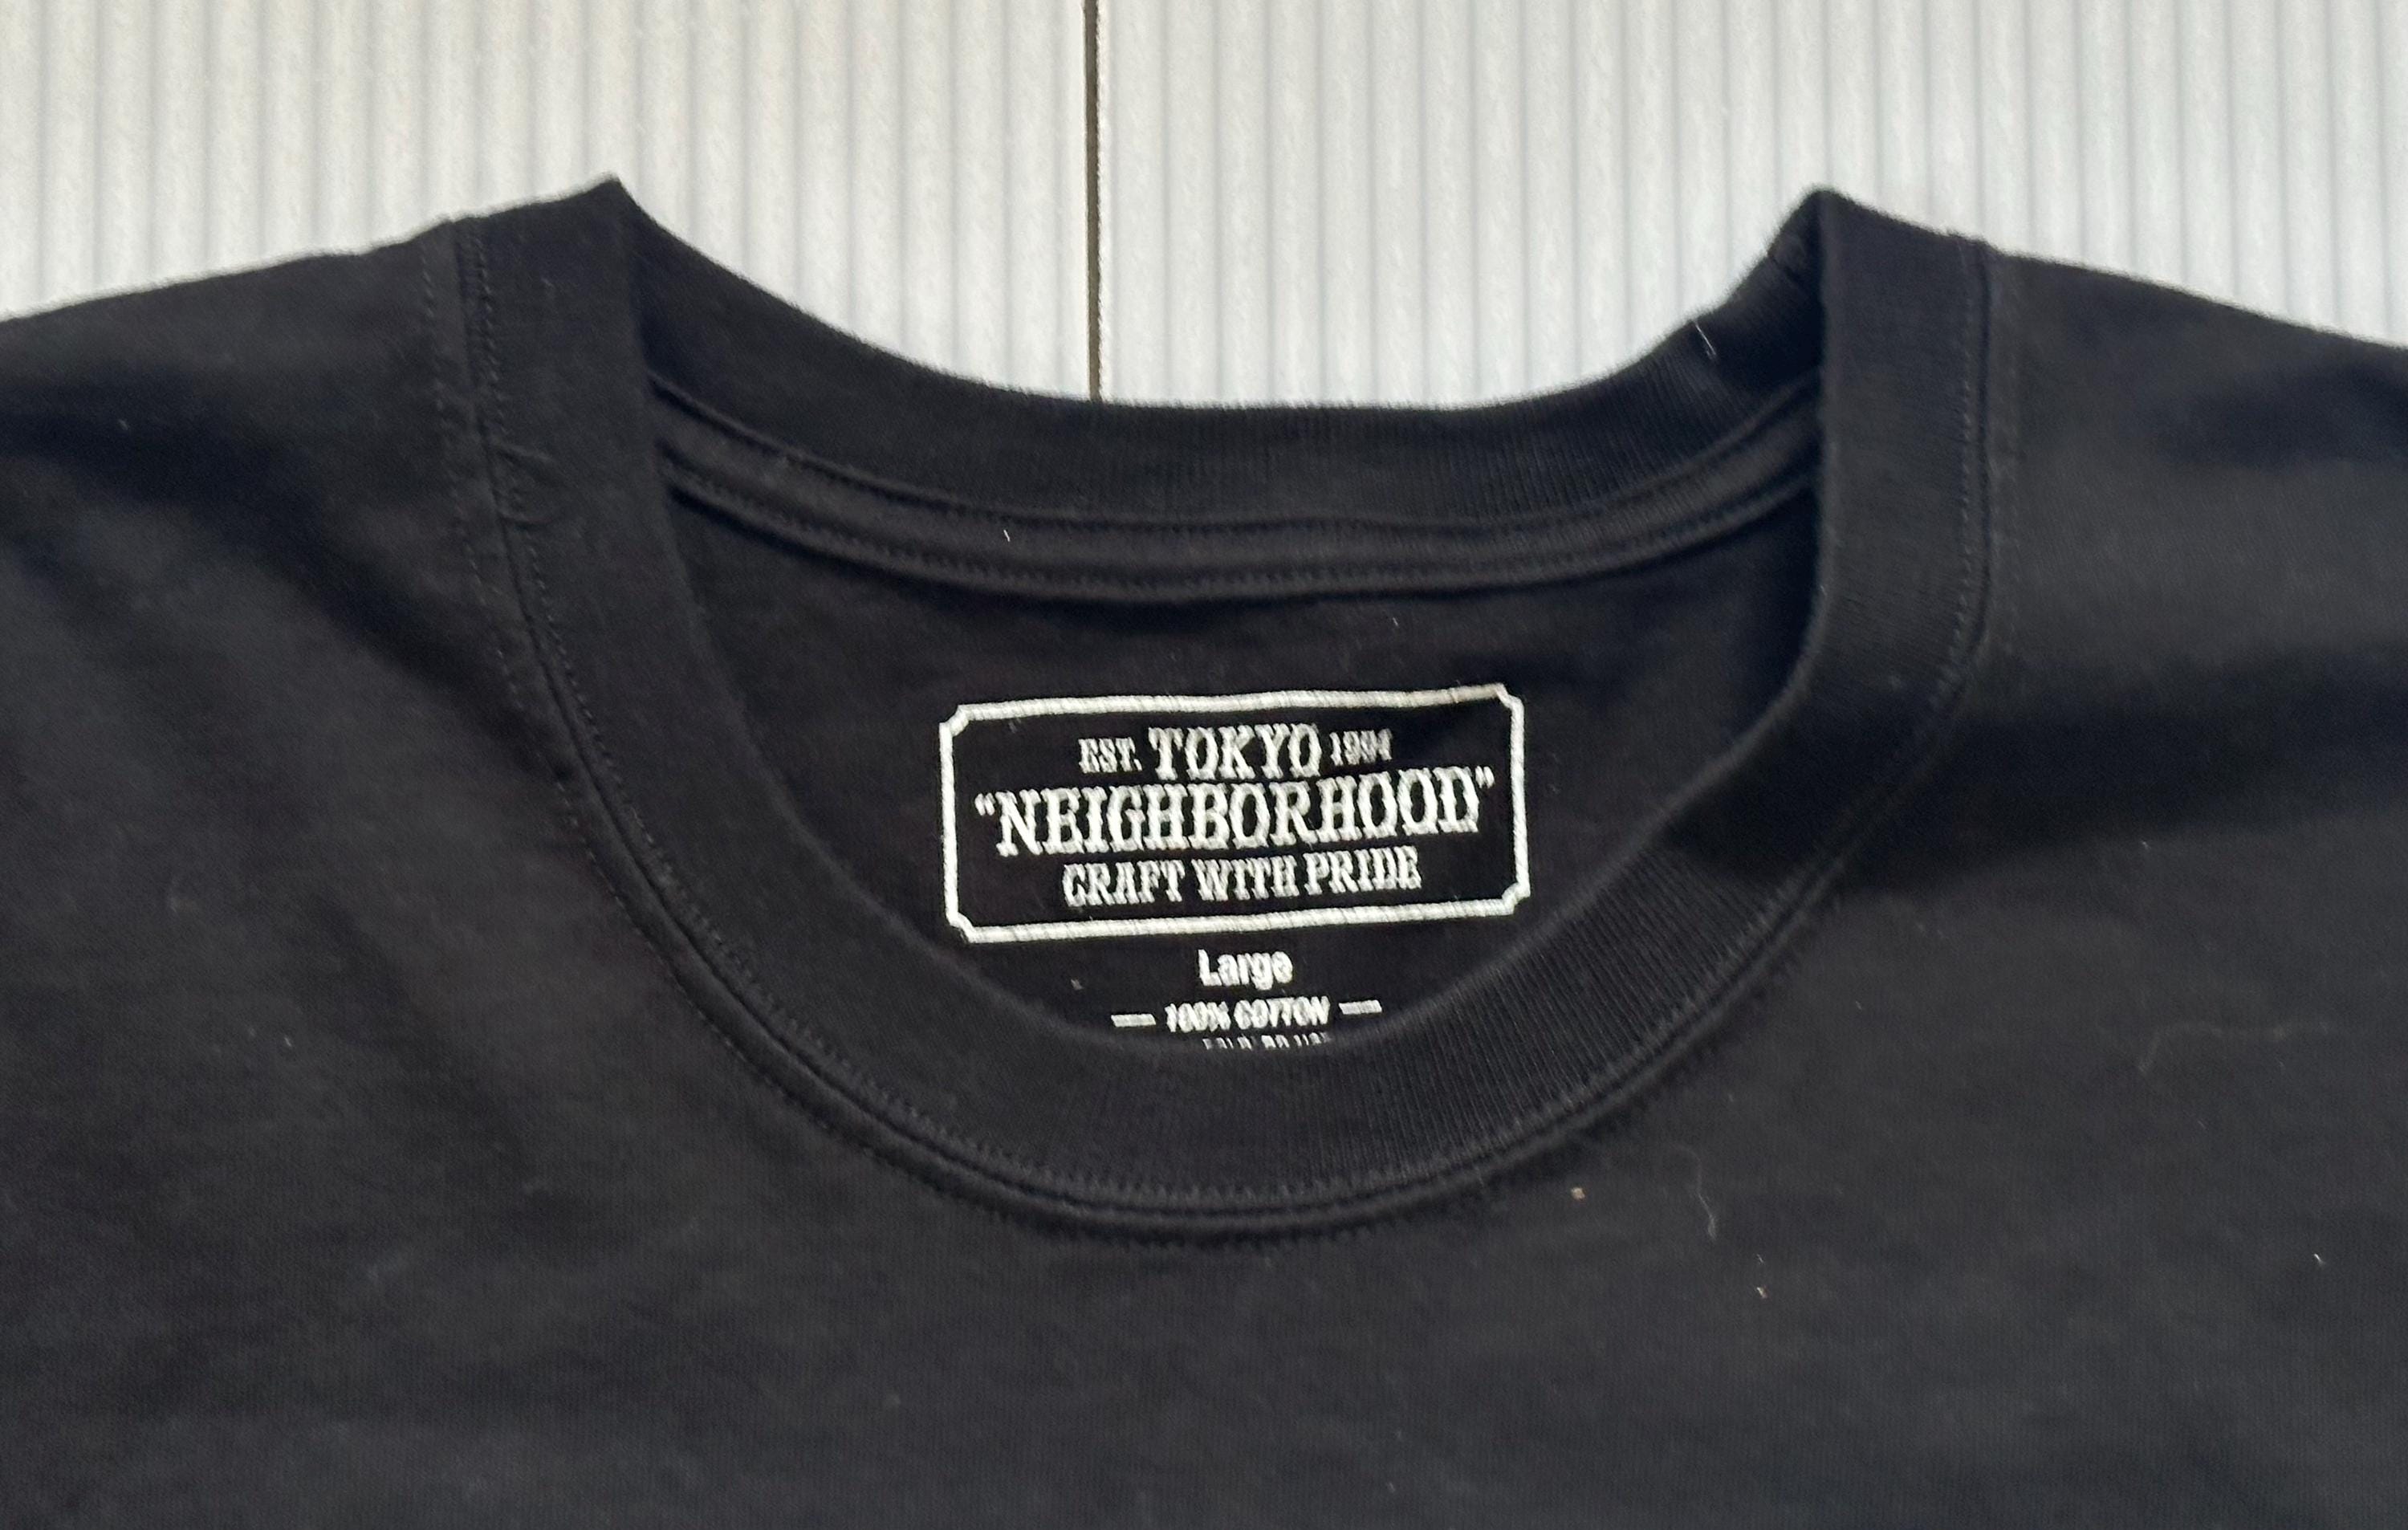 EST. TOKYO 1994
"NEIGHBORHOOD"
CRAFT WITH PRIDE
Large
— 100% COTTON —